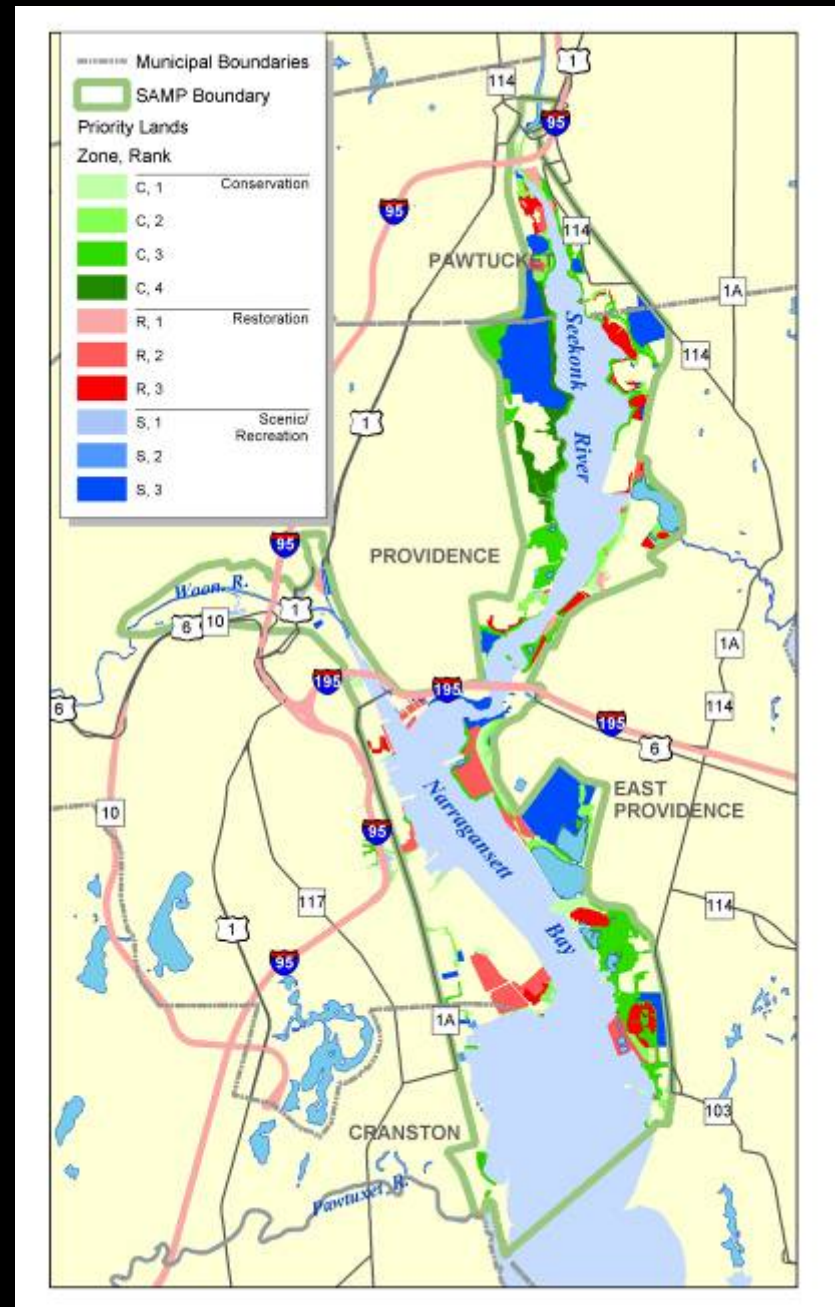 Municipal Boundaries
SAMP Boundary
Priority Lands
Zone, Rank
C, 1 Conservation
C, 2
C, 3
C, 4
R, 1 Restoration
R, 2
R, 3
S, 1 Scenic/
Recreation
S, 2
S, 3
1
114
95
95
114
PAWTUCKET
1A
Seekonk
River
114
1
95
PROVIDENCE
Woon. R.
1
6 10
1A
195
195
114
6
195
6
EAST
PROVIDENCE
Narragansett
Bay
10
95
117
114
1
95
1A
103
CRANSTON
Pawtuxet R.